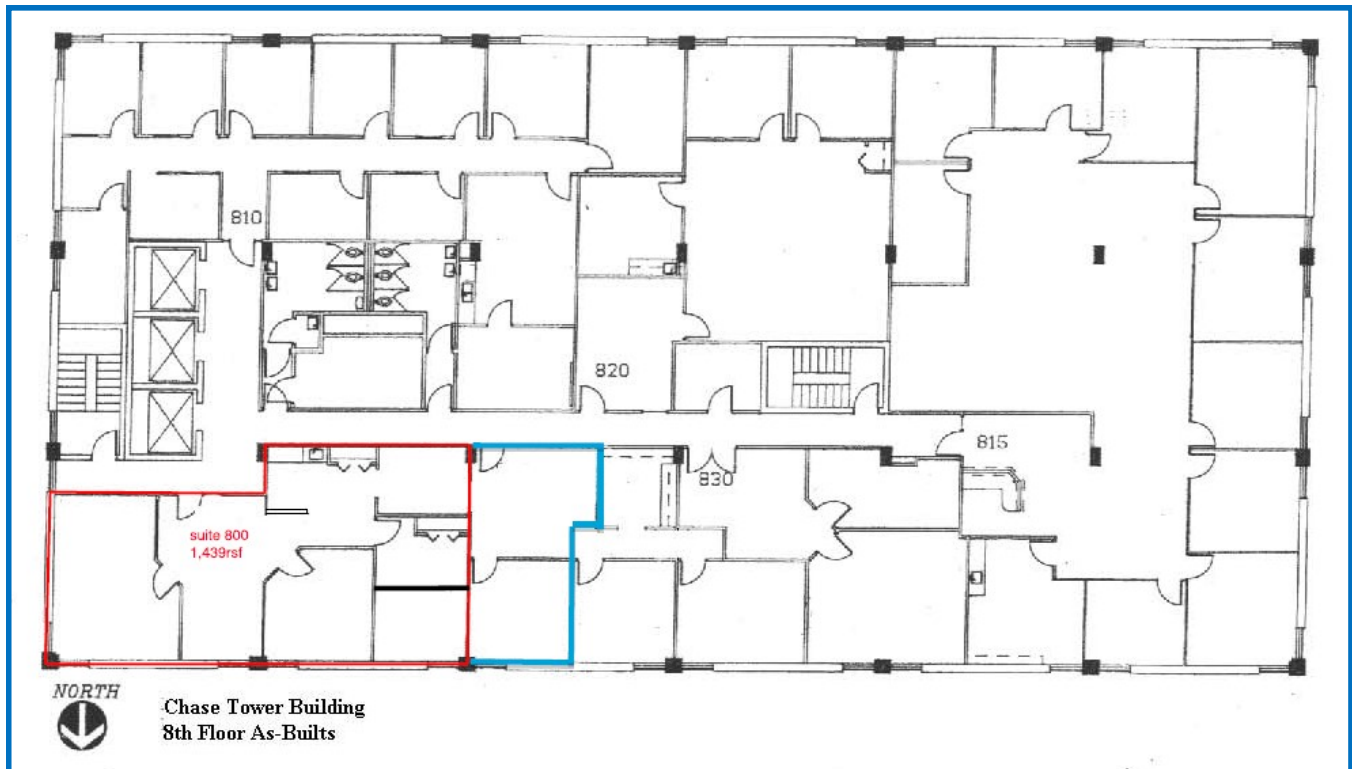 810
820
815
830
suite 800
1,439rsf
NORTH
Chase Tower Building
8th Floor As-Builts